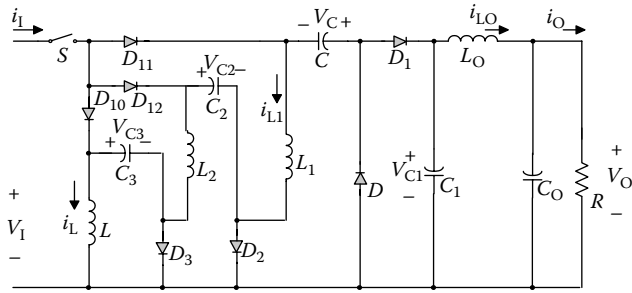 i_I
S
D_11
– V_C +
C
D_1
i_LO
L_O
i_O
D_10
D_12
+ V_C2 –
C_2
i_L1
V_C3
+ –
C_3
L_2
L_1
D
V_C1 +
–
C_1
C_O
R
+
V_O
–
+
V_I
–
i_L
L
D_3
D_2